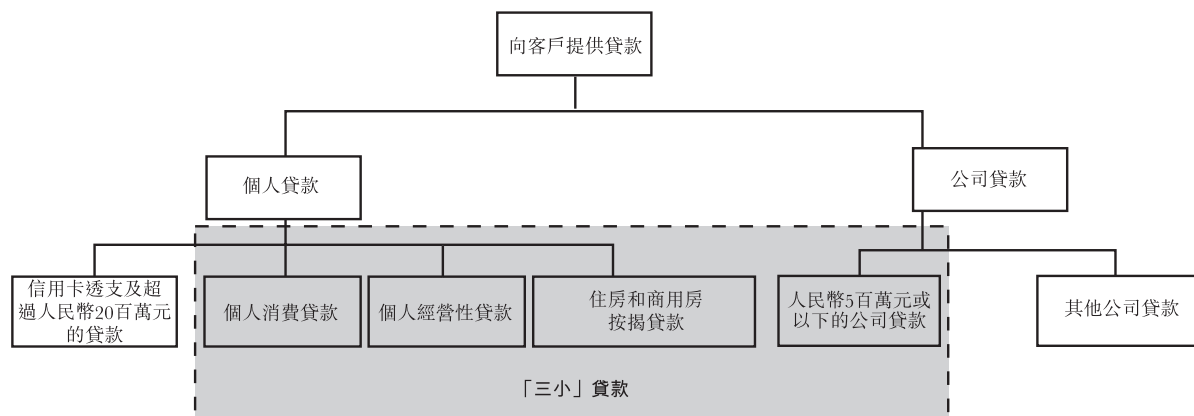 向客戶提供貸款
個人貸款
公司貸款
信用卡透支及超
過人民幣20百萬元
的貸款
個人消費貸款
個人經營性貸款
住房和商用房
按揭貸款
人民幣5百萬元或
以下的公司貸款
其他公司貸款
「三小」貸款